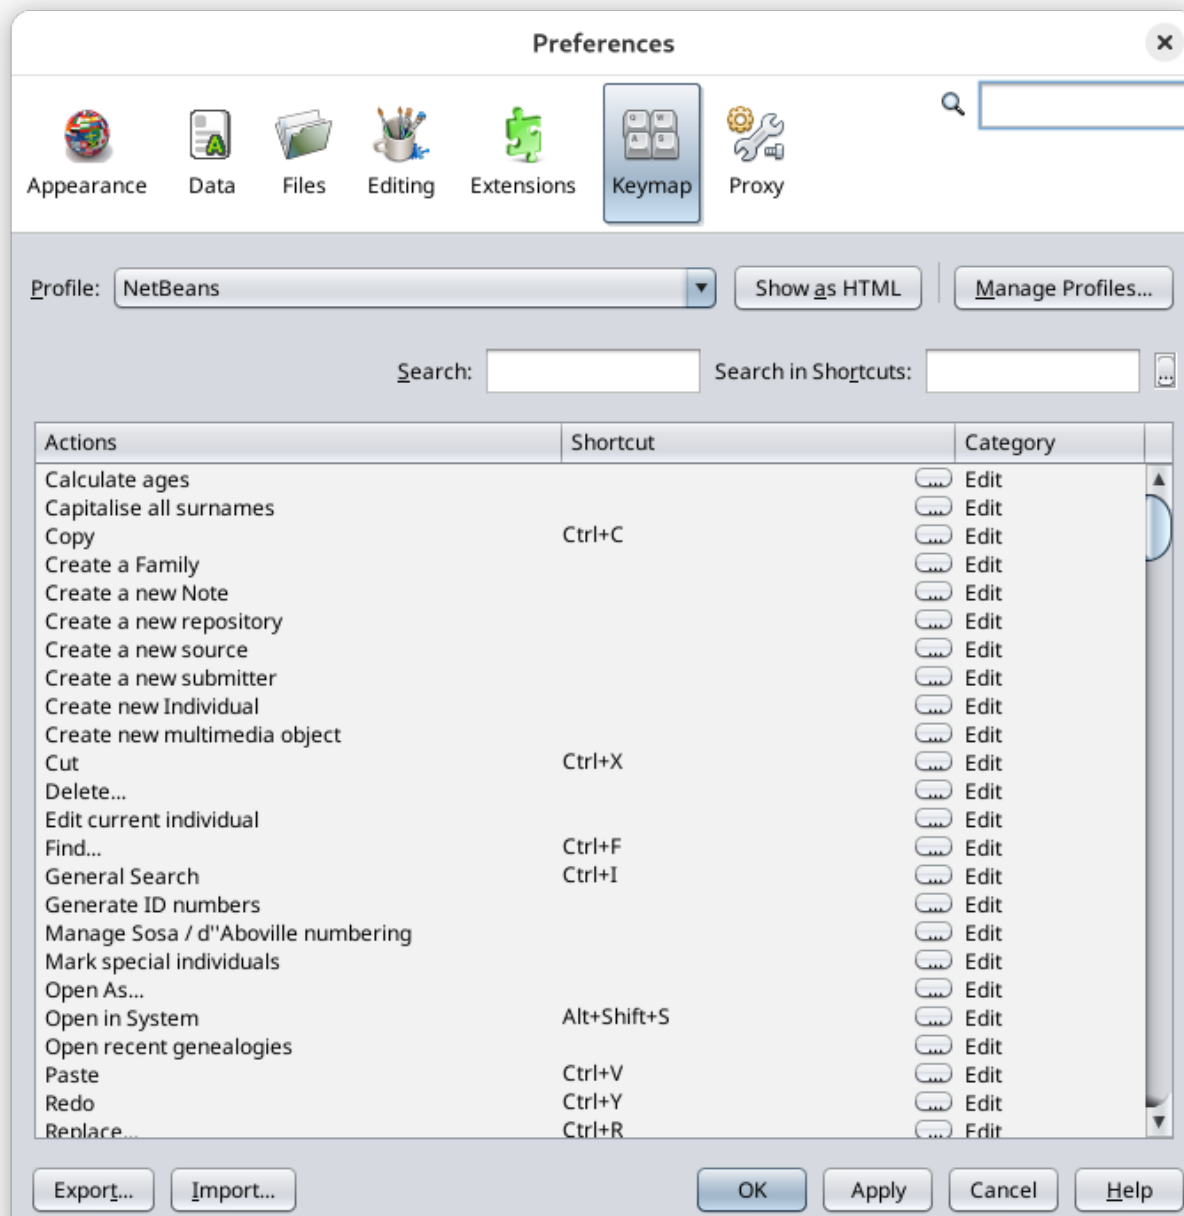 Preferences
Appearance Data Files Editing Extensions Keymap Proxy
Profile: NetBeans Show as HTML Manage Profiles...
Search: Search in Shortcuts: ...
Actions Shortcut Category
Calculate ages ... Edit
Capitalise all surnames ... Edit
Copy Ctrl+C ... Edit
Create a Family ... Edit
Create a new Note ... Edit
Create a new repository ... Edit
Create a new source ... Edit
Create a new submitter ... Edit
Create new Individual ... Edit
Create new multimedia object ... Edit
Cut Ctrl+X ... Edit
Delete... ... Edit
Edit current individual ... Edit
Find... Ctrl+F ... Edit
General Search Ctrl+I ... Edit
Generate ID numbers ... Edit
Manage Sosa / d''Aboville numbering ... Edit
Mark special individuals ... Edit
Open As... ... Edit
Open in System Alt+Shift+S ... Edit
Open recent genealogies ... Edit
Paste Ctrl+V ... Edit
Redo Ctrl+Y ... Edit
Replace... Ctrl+R ... Edit
Export... Import... OK Apply Cancel Help